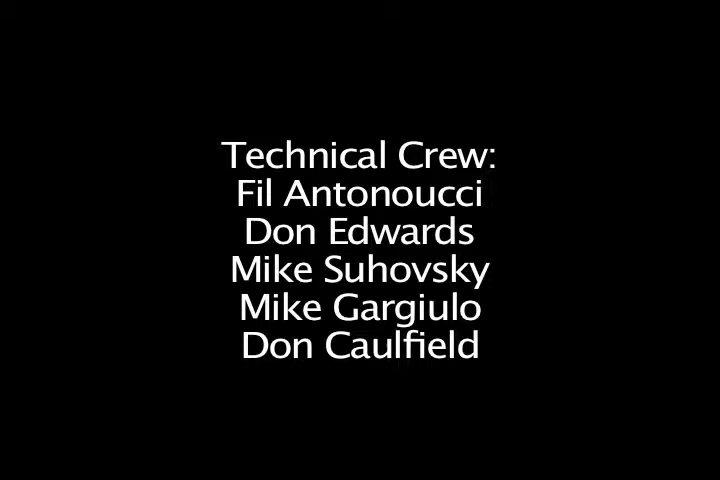 Technical Crew:
Fil Antonoucci
Don Edwards
Mike Suhovsky
Mike Gargiulo
Don Caulfield